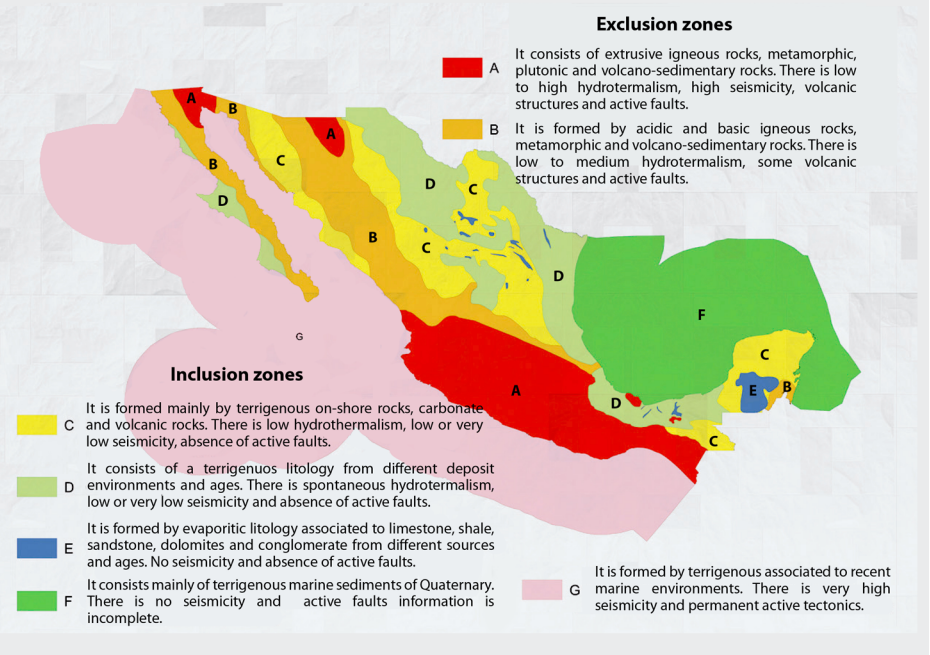 Exclusion zones
A
It consists of extrusive igneous rocks, metamorphic,
plutonic and volcano-sedimentary rocks. There is low
to high hydrotermalism, high seismicity, volcanic
structures and active faults.
B
It is formed by acidic and basic igneous rocks,
metamorphic and volcano-sedimentary rocks. There is
low to medium hydrotermalism, some volcanic
structures and active faults.
A
B
A
C
B
D
C
D
B
C
D
F
G
C
E
B
A
D
C
Inclusion zones
C
It is formed mainly by terrigenous on-shore rocks, carbonate
and volcanic rocks. There is low hydrothermalism, low or very
low seismicity, absence of active faults.
D
It consists of a terrigenuos litology from different deposit
environments and ages. There is spontaneous hydrotermalism,
low or very low seismicity and absence of active faults.
E
It is formed by evaporitic litology associated to limestone, shale,
sandstone, dolomites and conglomerate from different sources
and ages. No seismicity and absence of active faults.
F
It consists mainly of terrigenous marine sediments of Quaternary.
There is no seismicity and active faults information is
incomplete.
G
It is formed by terrigenous associated to recent
marine environments. There is very high
seismicity and permanent active tectonics.